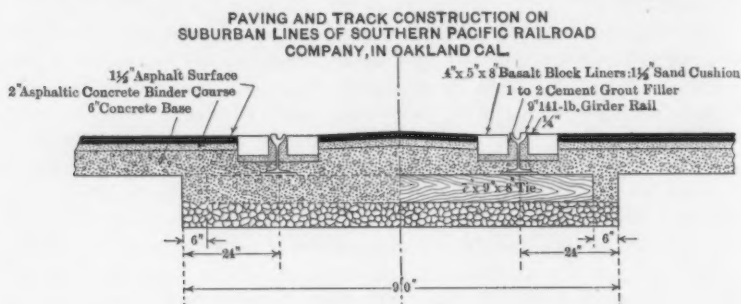 PAVING AND TRACK CONSTRUCTION ON
SUBURBAN LINES OF SOUTHERN PACIFIC RAILROAD
COMPANY, IN OAKLAND CAL.
1½" Asphalt Surface
2" Asphaltic Concrete Binder Coarse
6" Concrete Base
4"x 5"x 8" Basalt Block Liners: 1½" Sand Cushion
1 to 2 Cement Grout Filler
9" 141-lb. Girder Rail
¼"
7"x 9"x 8" Tie
6"
24"
24"
6"
9'0"